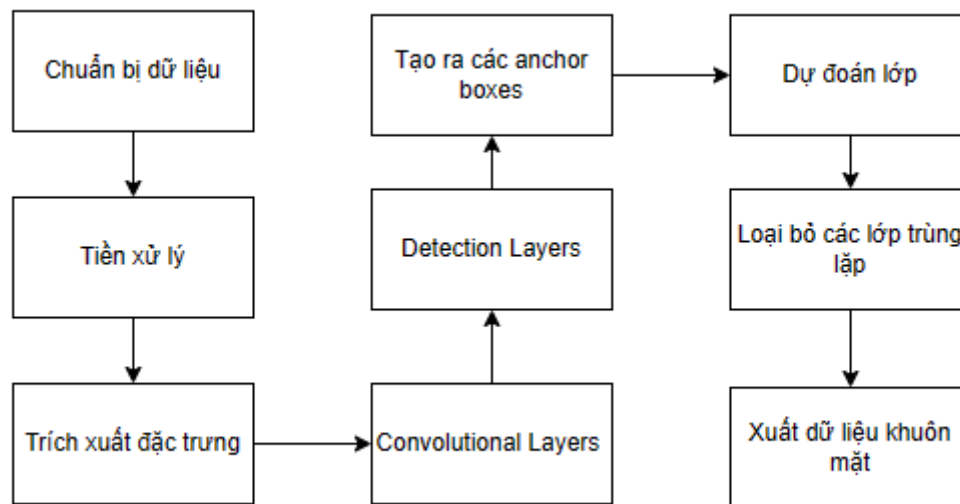 Chuẩn bị dữ liệu
Tiền xử lý
Trích xuất đặc trưng
Convolutional Layers
Detection Layers
Tạo ra các anchor
boxes
Dự đoán lớp
Loại bỏ các lớp trùng
lặp
Xuất dữ liệu khuôn
mặt